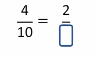 4/10 = 2/□